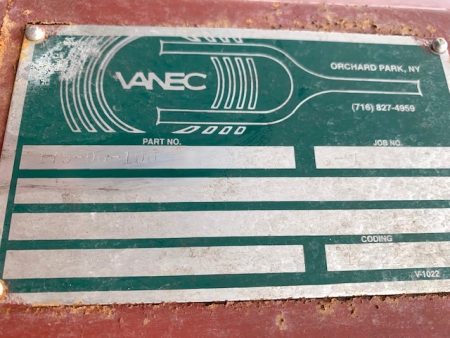 VANEC
ORCHARD PARK, NY
(716) 827-4959
PART NO.
JOB NO.
CODING
V-1022